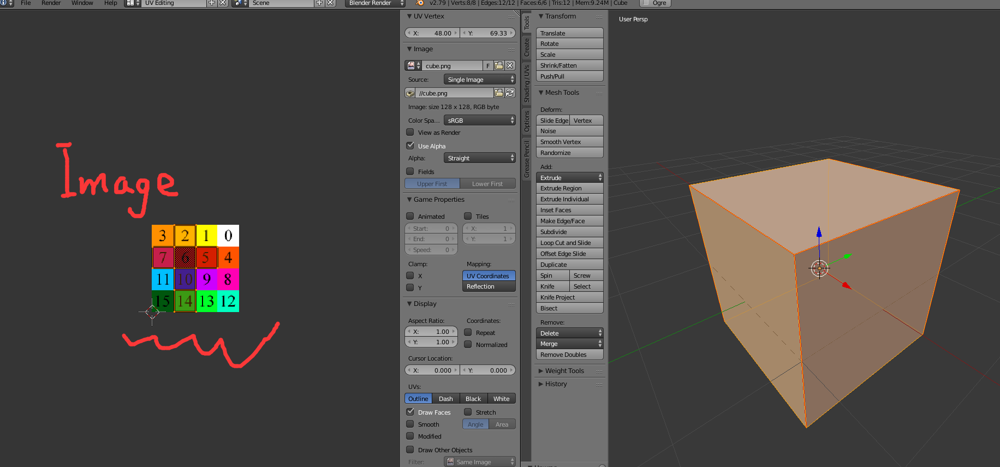 File Render Window Help UV Editing Scene Blender Render v2.79 | Verts:8/8 | Edges:12/12 | Faces:6/6 | Tris:12 | Mem:9.24M | Cube Ogre
Image
3 2 1 0
7 6 5 4
11 10 9 8
15 14 13 12
UV Vertex
X: 48.00 Y: 69.33
Image
cube.png F
Source: Single Image
//cube.png
Image: size 128 x 128, RGB byte
Color Spa... sRGB
View as Render
Use Alpha
Alpha: Straight
Fields
Upper First Lower First
Game Properties
Animated Tiles
Start: 0 X: 1
End: 0 Y: 1
Speed: 0
Clamp: Mapping:
X UV Coordinates
Y Reflection
Display
Aspect Ratio: Coordinates:
X: 1.00 Repeat
Y: 1.00 Normalized
Cursor Location:
X: 0.000 Y: 0.000
UVs:
Outline Dash Black White
Draw Faces Stretch
Smooth Angle Area
Modified
Draw Other Objects
Filter: Same Image
Tools
Create
Shading / UVs
Options
Grease Pencil
Transform
Translate
Rotate
Scale
Shrink/Fatten
Push/Pull
Mesh Tools
Deform:
Slide Edge Vertex
Noise
Smooth Vertex
Randomize
Add:
Extrude
Extrude Region
Extrude Individual
Inset Faces
Make Edge/Face
Subdivide
Loop Cut and Slide
Offset Edge Slide
Duplicate
Spin Screw
Knife Select
Knife Project
Bisect
Remove:
Delete
Merge
Remove Doubles
Weight Tools
History
User Persp